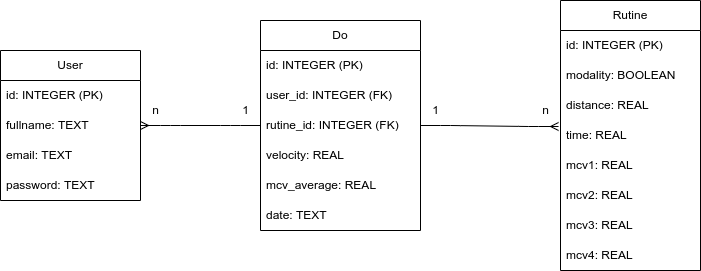 User
id: INTEGER (PK)
fullname: TEXT
email: TEXT
password: TEXT
n
1
Do
id: INTEGER (PK)
user_id: INTEGER (FK)
rutine_id: INTEGER (FK)
velocity: REAL
mcv_average: REAL
date: TEXT
1
n
Rutine
id: INTEGER (PK)
modality: BOOLEAN
distance: REAL
time: REAL
mcv1: REAL
mcv2: REAL
mcv3: REAL
mcv4: REAL